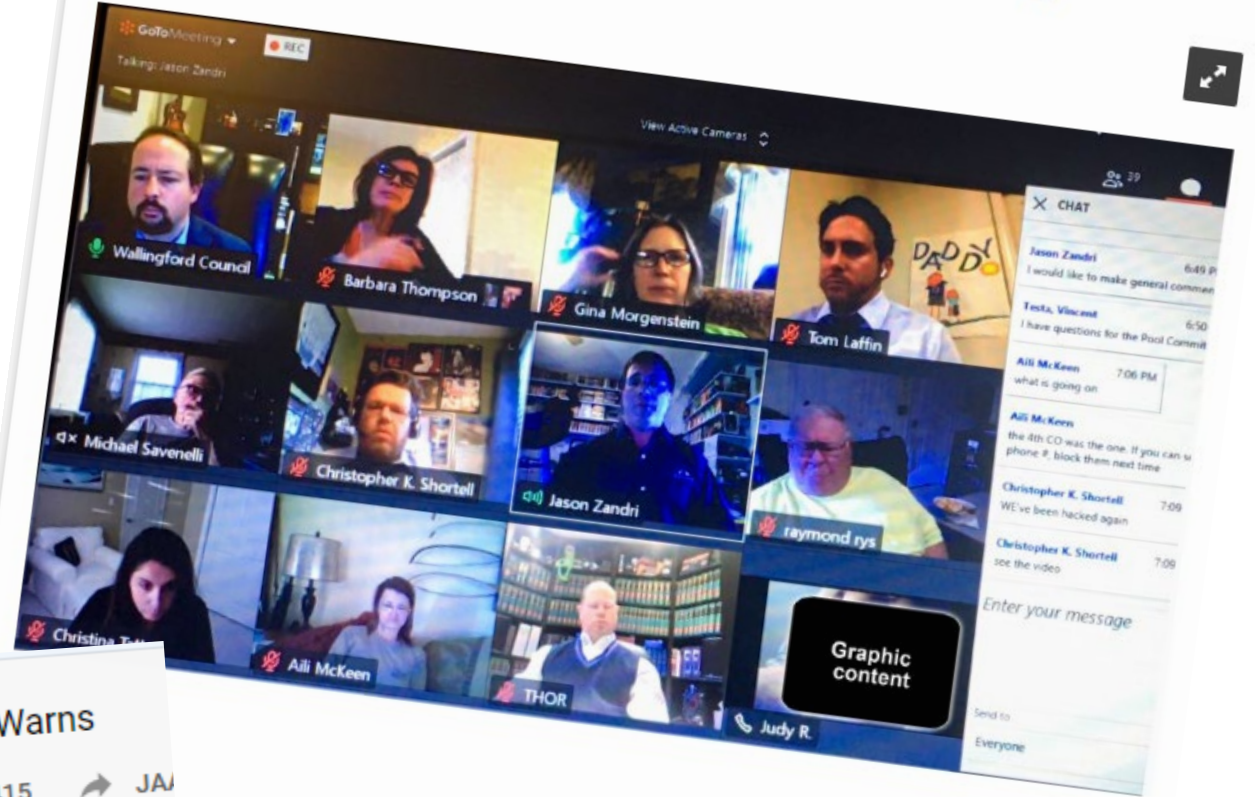 GoToMeeting
REC
Talking: Jason Zandri
View Active Cameras
39
CHAT
Wallingford Council
Barbara Thompson
Gina Morgenstein
DADDY
Tom Laffin
Jason Zandri
6:49
I would like to make general
Testa, Vincent
6:50
I have questions for the Pool
Aili McKeen 7:06 PM
what is going on
Aili McKeen
the 4th CO was the one. If you can
phone #, block them next time
Christopher K. Shortell 7:09
WE've been hacked again
Christopher K. Shortell 7:09
see the video
Michael Savenelli
Christopher K. Shortell
Jason Zandri
raymond rys
Christina
Aili McKeen
THOR
Judy R.
Graphic
content
Enter your message
Send to
Everyone
Warns